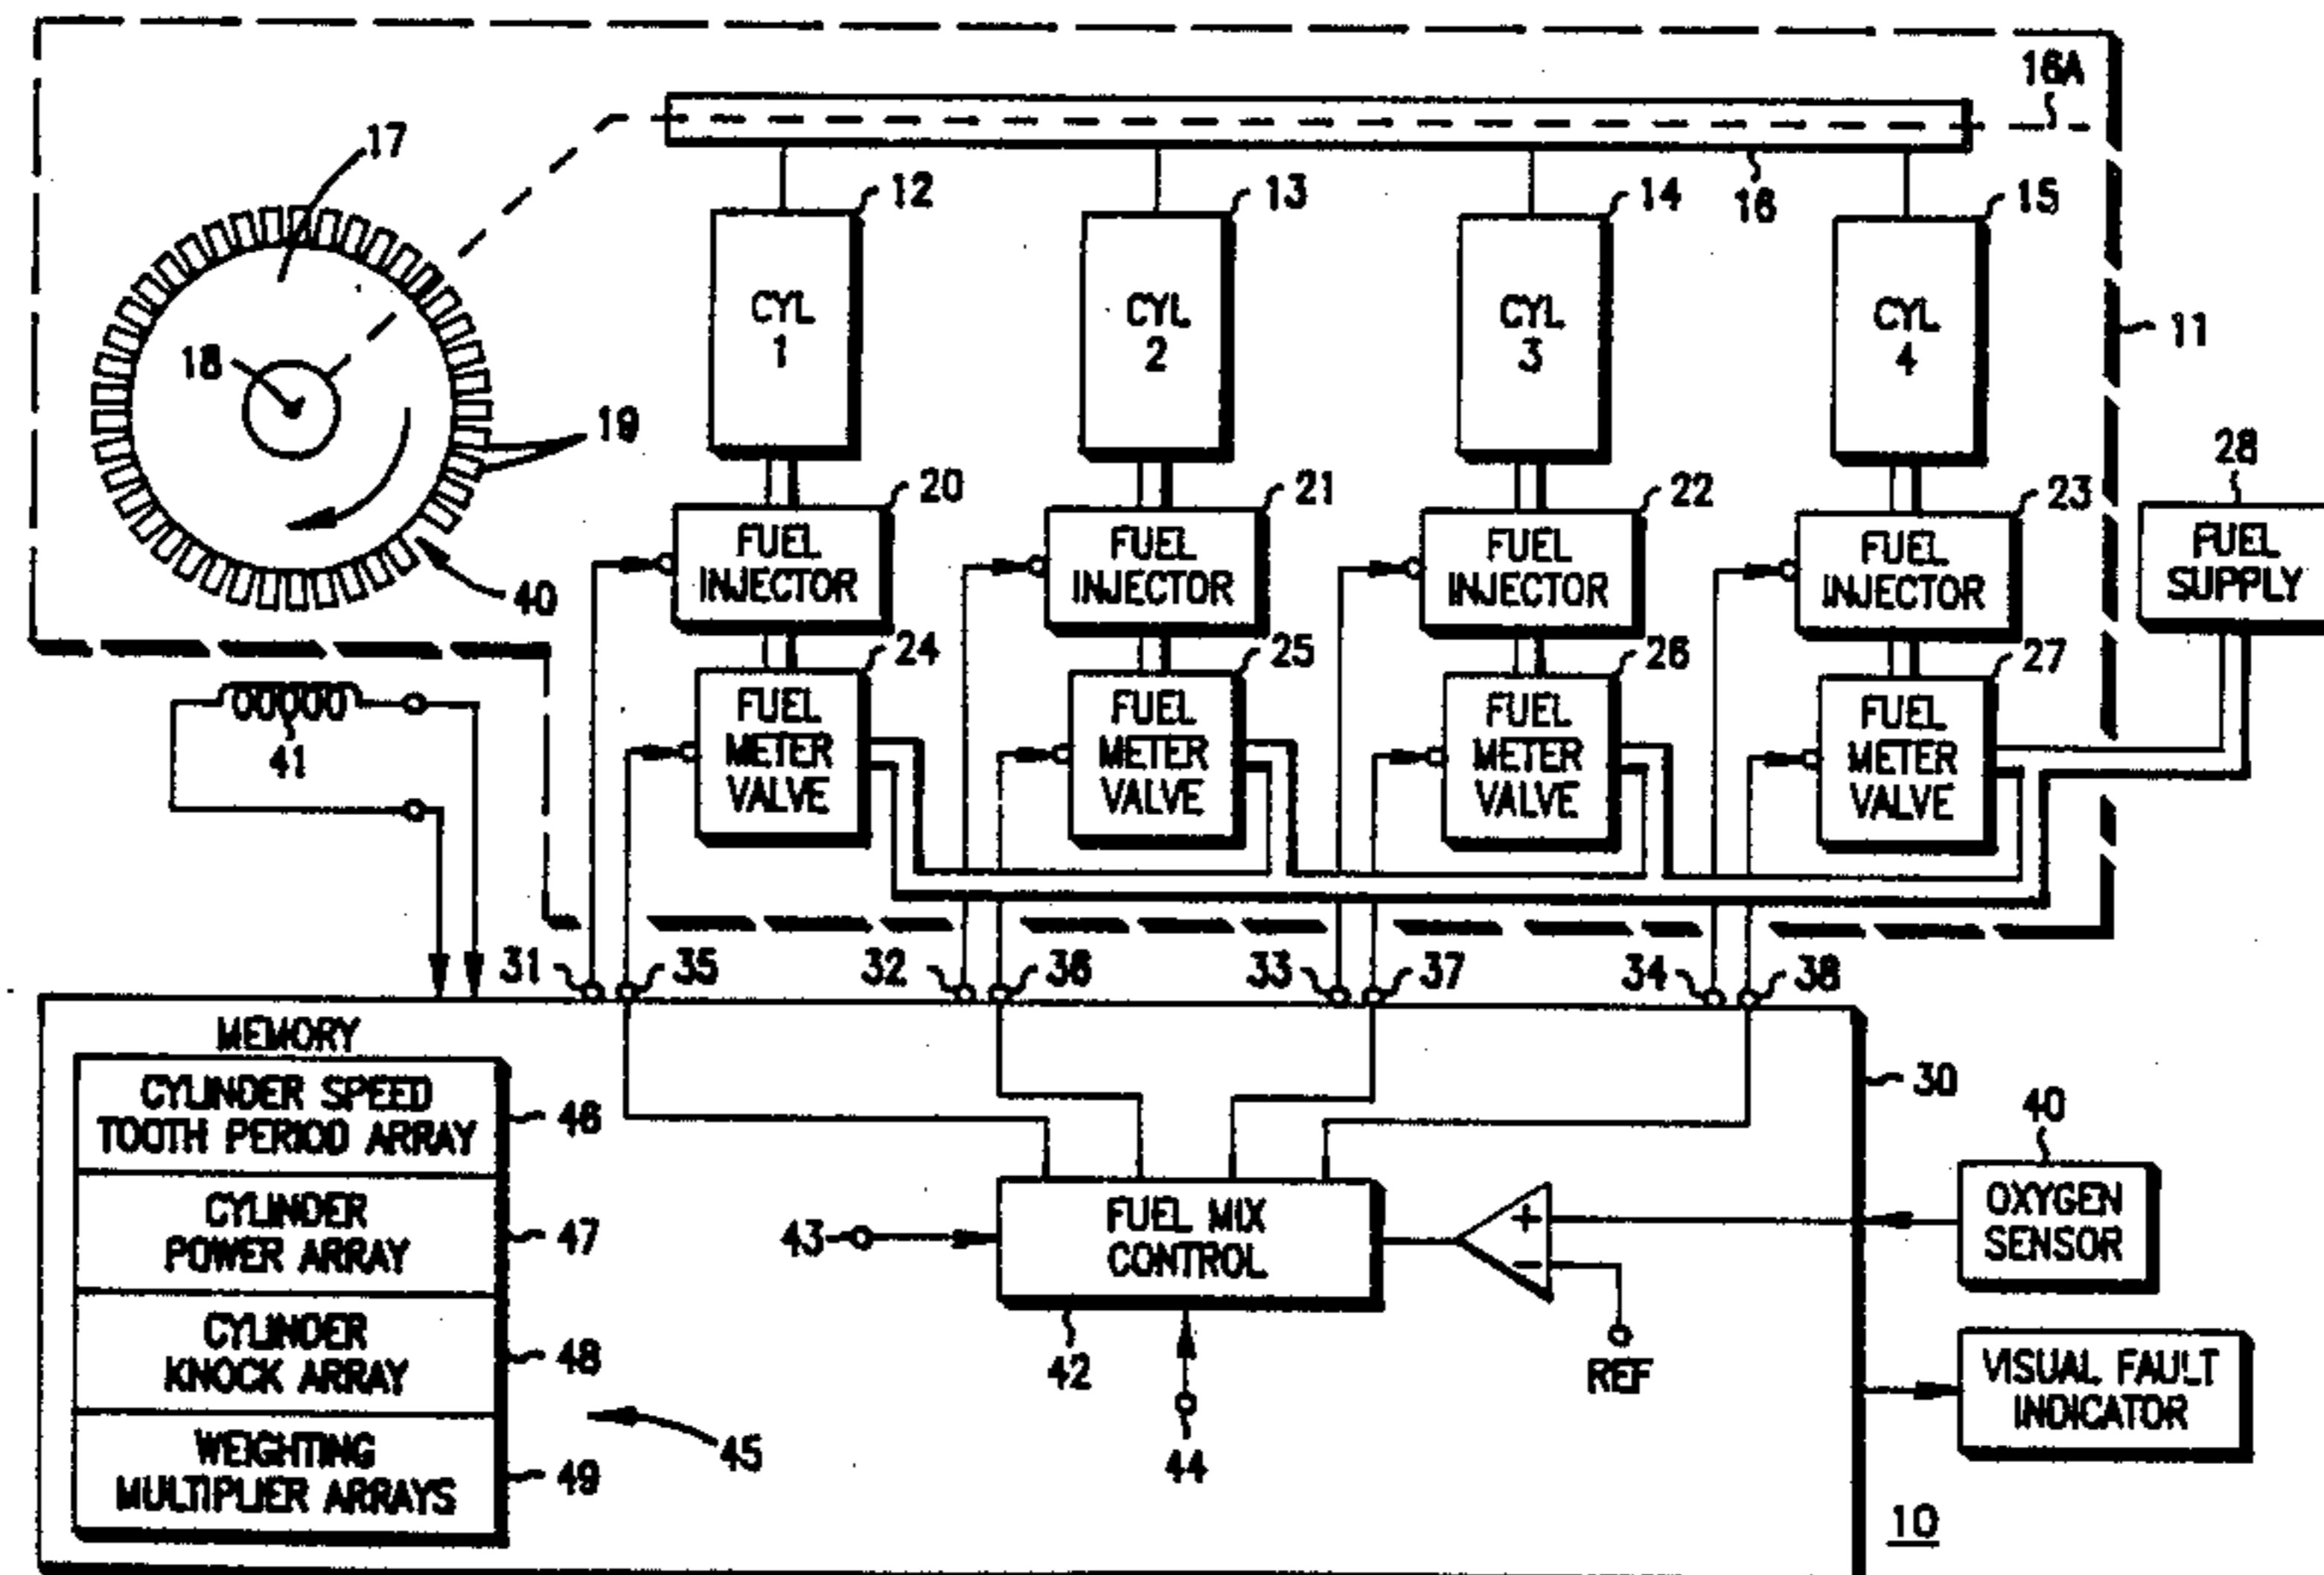 16A
17
12
13
14
16
15
CYL
1
CYL
2
CYL
3
CYL
4
11
18
19
28
20
21
22
23
FUEL
INJECTOR
FUEL
INJECTOR
FUEL
INJECTOR
FUEL
INJECTOR
FUEL
SUPPLY
40
24
25
26
27
FUEL
METER
VALVE
FUEL
METER
VALVE
FUEL
METER
VALVE
FUEL
METER
VALVE
41
31
35
32
36
33
37
34
38
MEMORY
CYLINDER SPEED
TOOTH PERIOD ARRAY
46
30
40
CYLINDER
POWER ARRAY
47
43
FUEL MIX
CONTROL
+
−
OXYGEN
SENSOR
CYLINDER
KNOCK ARRAY
48
42
REF
VISUAL FAULT
INDICATOR
WEIGHTING
MULTIPLIER ARRAYS
49
45
44
10